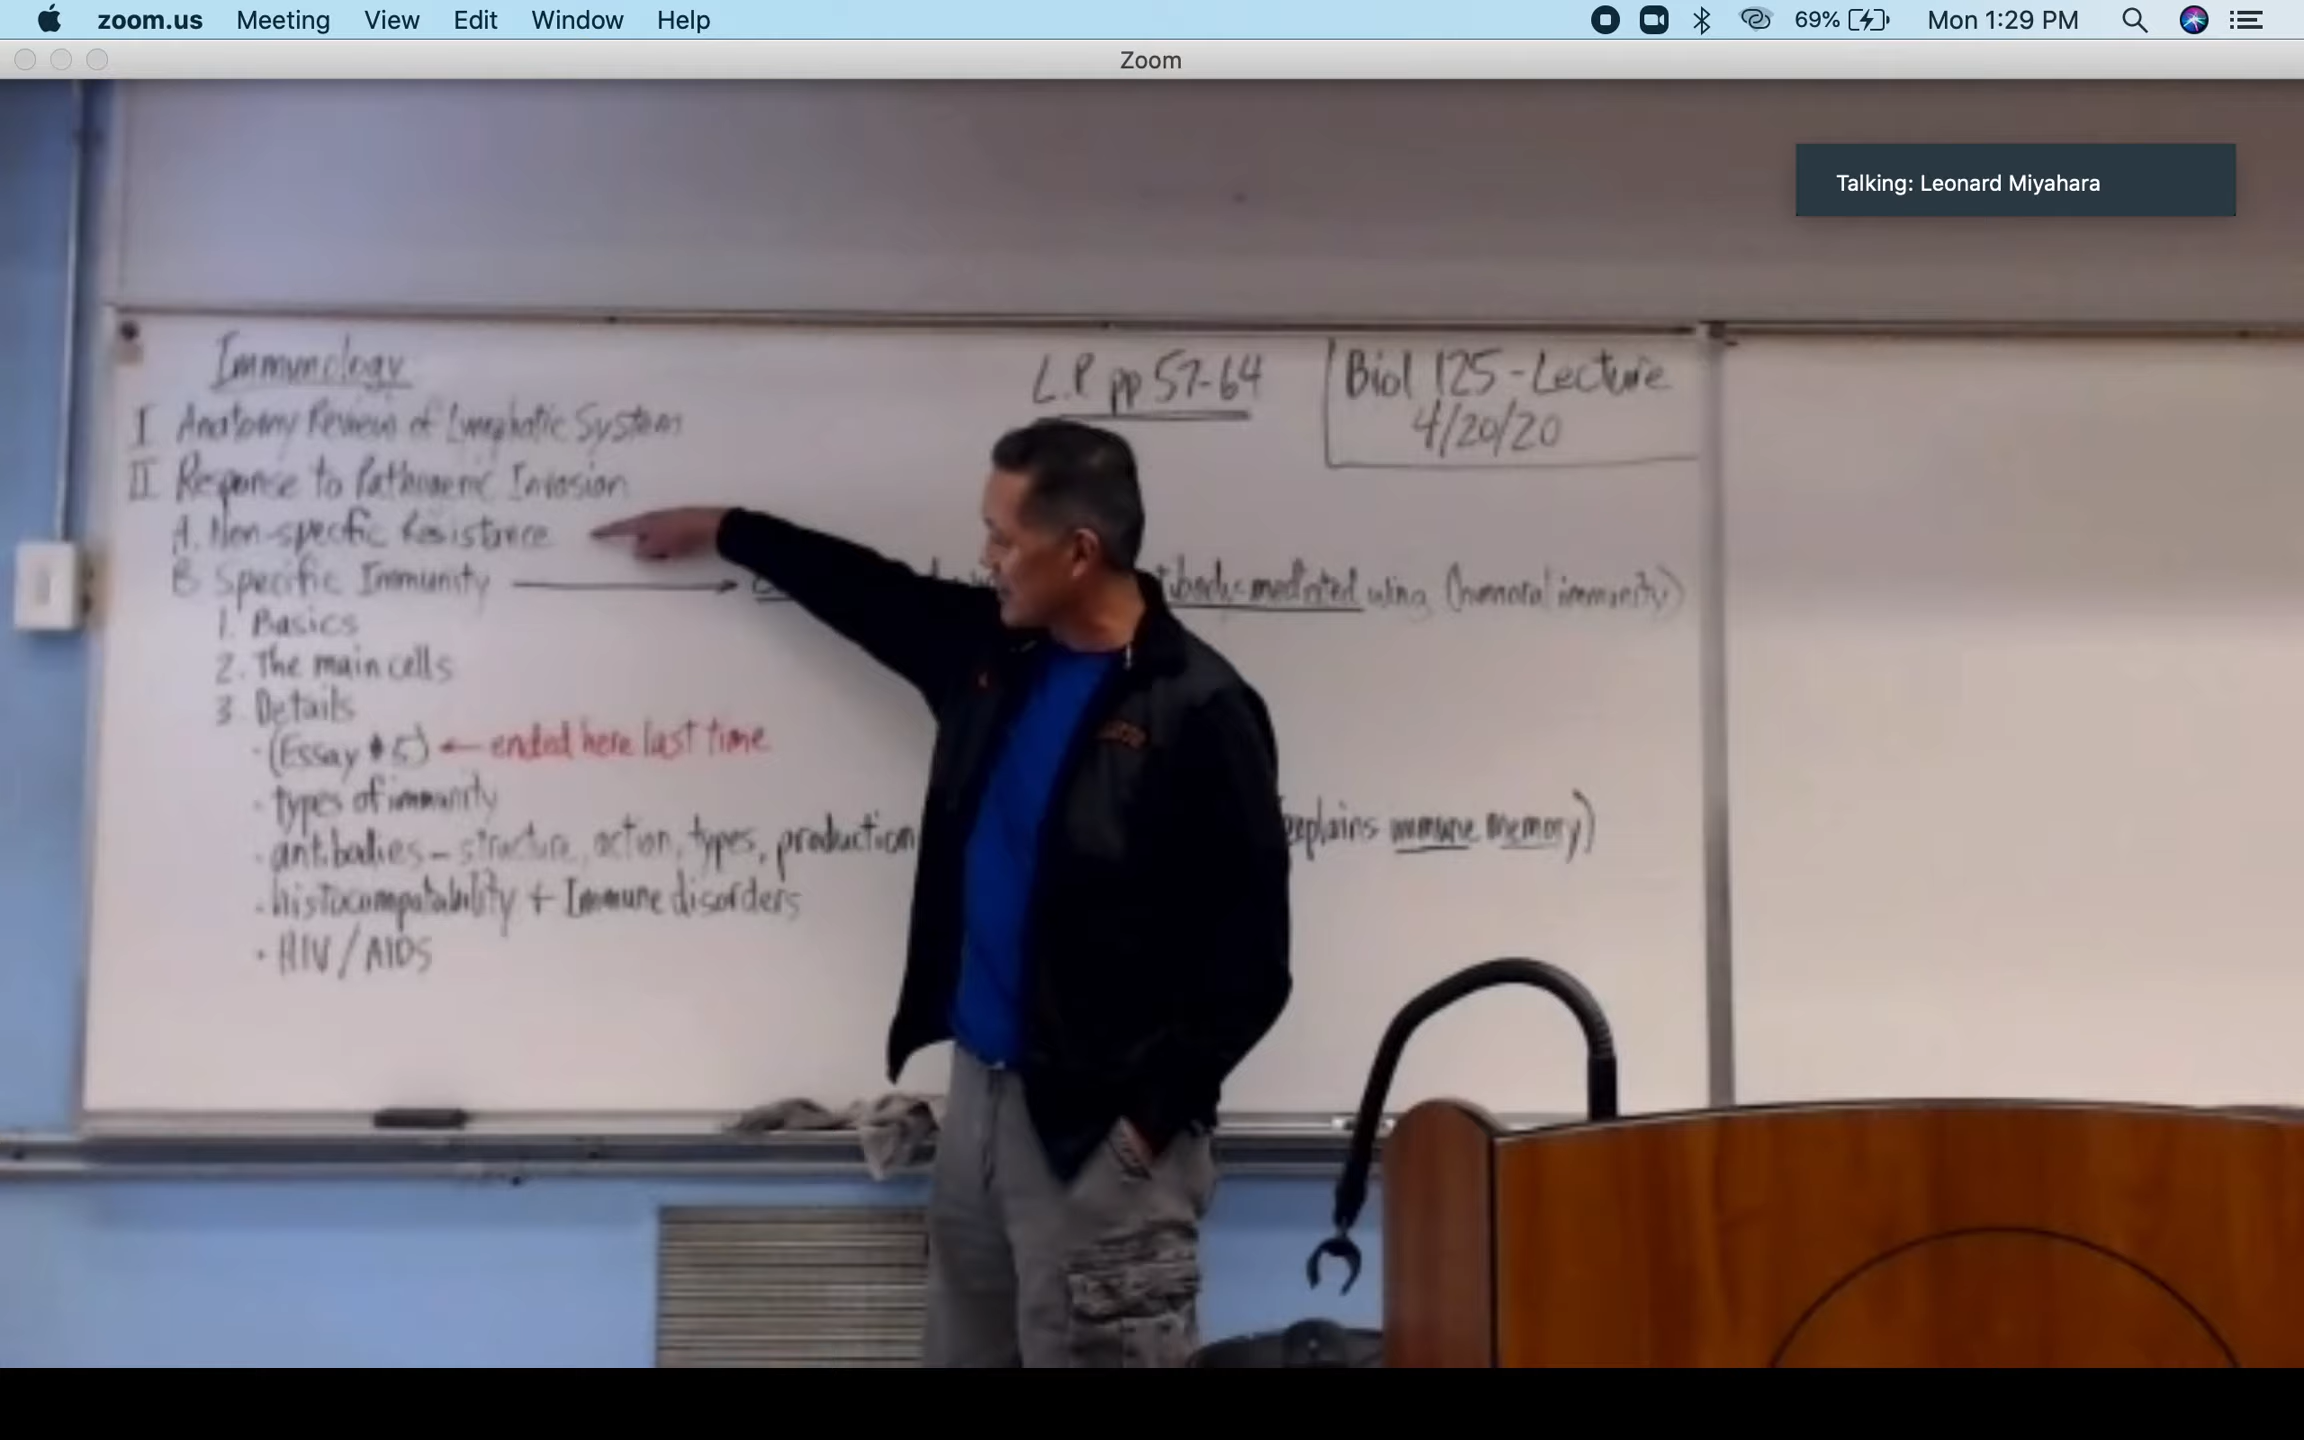 zoom.us Meeting View Edit Window Help 69% Mon 1:29 PM
Zoom
Talking: Leonard Miyahara
Immunology
L.P. pp 57-64
Biol 125 - Lecture
4/20/20
I Anatomy Review of Lymphatic System
II Response to Pathogenic Invasion
A. Non-specific Resistance
B Specific Immunity → tibody-mediated wing (humoral immunity)
1. Basics
2. The main cells
3. Details
· (Essay #5) ← ended here last time
· types of immunity
· antibodies - structure, action, types, production explains immune memory)
· histocompatability + Immune disorders
· HIV / AIDS